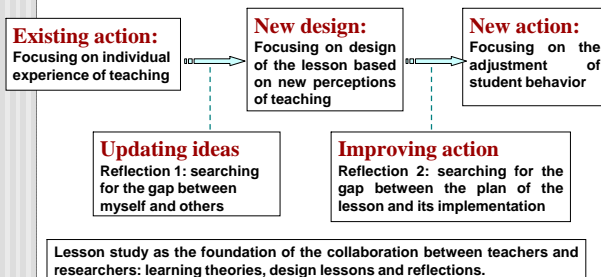 Existing action:
Focusing on individual
experience of teaching
New design:
Focusing on design
of the lesson based
on new perceptions
of teaching
New action:
Focusing on the
adjustment of
student behavior
Updating ideas
Reflection 1: searching
for the gap between
myself and others
Improving action
Reflection 2: searching for the
gap between the plan of the
lesson and its implementation
Lesson study as the foundation of the collaboration between teachers and
researchers: learning theories, design lessons and reflections.